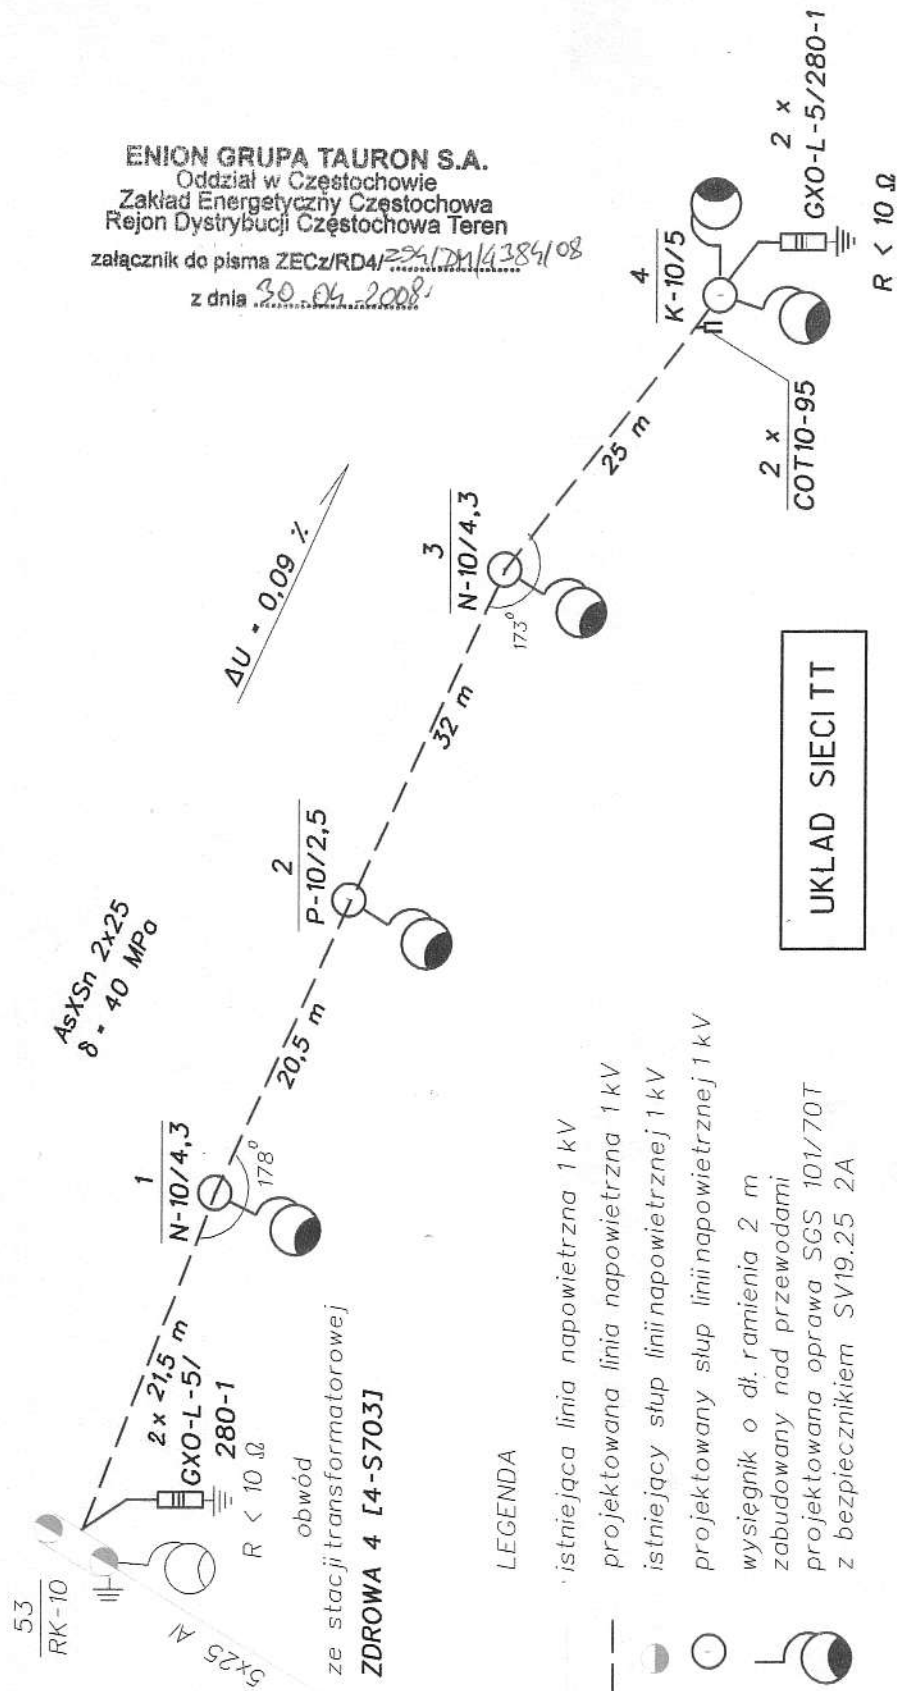 ENION GRUPA TAURON S.A.
Oddział w Częstochowie
Zakład Energetyczny Częstochowa
Rejon Dystrybucji Częstochowa Teren
załącznik do pisma ZECz/RD4/
z dnia 30.04.2008
53
RK-10
5x25 Al
2x 21,5 m
GXO-L-5/
280-1
R < 10 Ω
obwód
ze stacji transformatorowej
ZDROWA 4 [4-S703]
AsXSn 2x25
δ = 40 MPa
1
N-10/4,3
178°
20,5 m
2
P-10/2,5
32 m
ΔU = 0,09 %
3
N-10/4,3
173°
25 m
4
K-10/5
2 x
COT10-95
2 x
GXO-L-5/280-1
R < 10 Ω
UKŁAD SIECI TT
LEGENDA
istniejąca linia napowietrzna 1 kV
projektowana linia napowietrzna 1 kV
istniejący słup linii napowietrznej 1 kV
projektowany słup linii napowietrznej 1 kV
wysięgnik o dł. ramienia 2 m
zabudowany nad przewodami
projektowana oprawa SGS 101/70T
z bezpiecznikiem SV19.25 2A